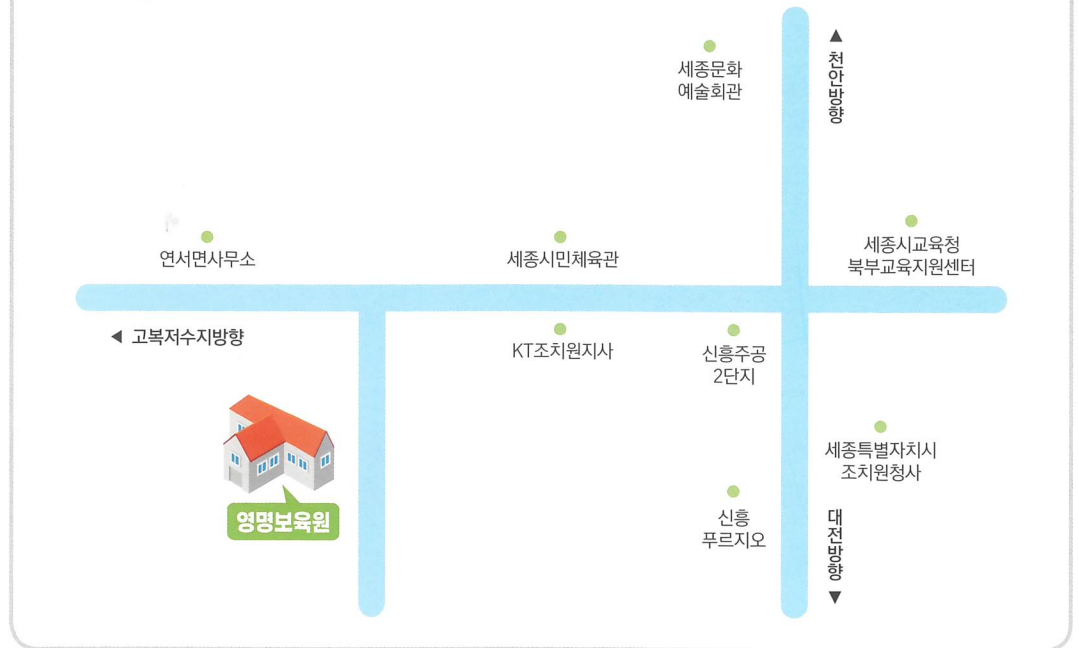 세종문화
예술회관
▲ 천안방향
연서면사무소
세종시민체육관
세종시교육청
북부교육지원센터
◀ 고복저수지방향
KT조치원지사
신흥주공
2단지
영명보육원
세종특별자치시
조치원청사
신흥
푸르지오
대전방향 ▼